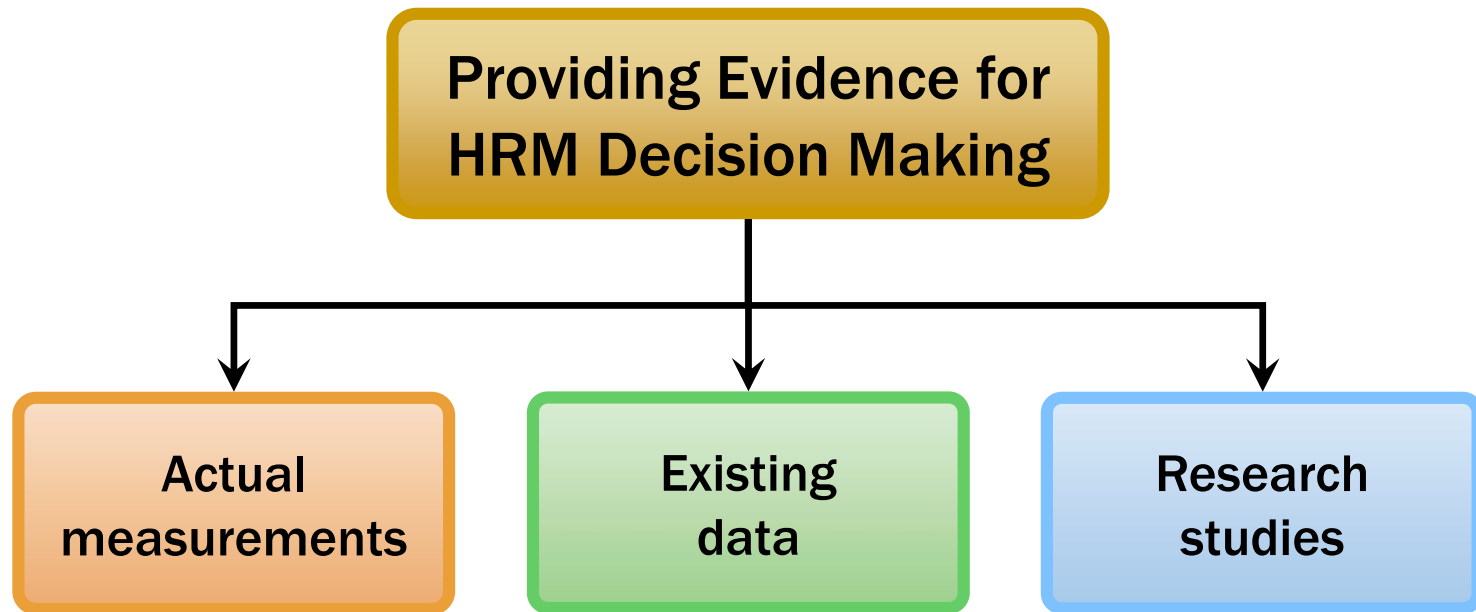 Providing Evidence for
HRM Decision Making
Actual
measurements
Existing
data
Research
studies